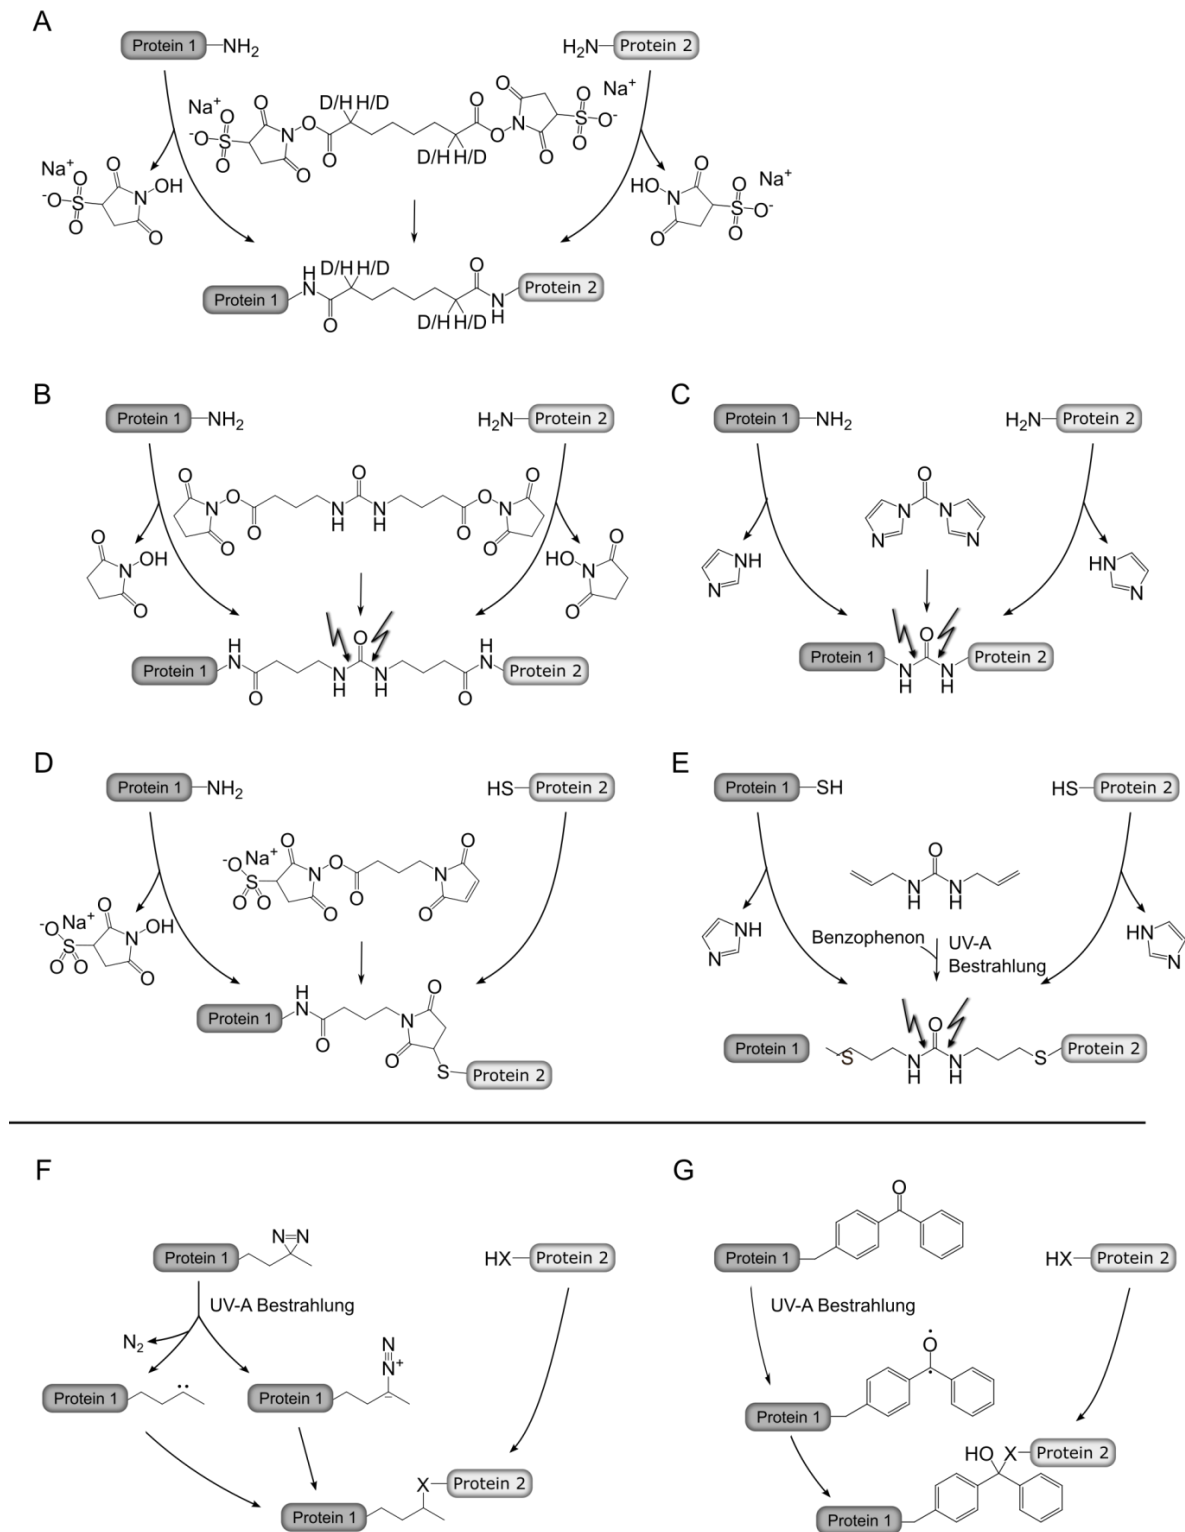 A
Protein 1 NH2 H2N Protein 2
D/H H/D
Na+ O O O N O O -O S O O
D/H H/D
O O N O O O S O- O Na+
Na+ O O N OH -O S O O O
HO N O O S O- O O Na+
H N D/H H/D O
Protein 1 O D/H H/D N H Protein 2
B
Protein 1 NH2 H2N Protein 2
O N O O O N H O N H O O N O O
O N OH O
HO N O O
Protein 1 H N O N H O N H O H N Protein 2
C
Protein 1 NH2 H2N Protein 2
O
N N N N
NH N
HN N
Protein 1 N H O N H Protein 2
D
Protein 1 NH2 HS Protein 2
-O Na+ S O O O N O O O N O O
-O Na+ S O O O N OH O
Protein 1 H N O N O O
S Protein 2
E
Protein 1 SH HS Protein 2
O
N H N H
NH N
HN N
Benzophenon UV-A
Bestrahlung
Protein 1 S N H O N H S Protein 2
F
N=N
Protein 1 HX Protein 2
UV-A Bestrahlung
N2
N
N+
Protein 1 Protein 1
X Protein 2
Protein 1
G
O
Protein 1 HX Protein 2
UV-A Bestrahlung
O
Protein 1
HO X Protein 2
Protein 1